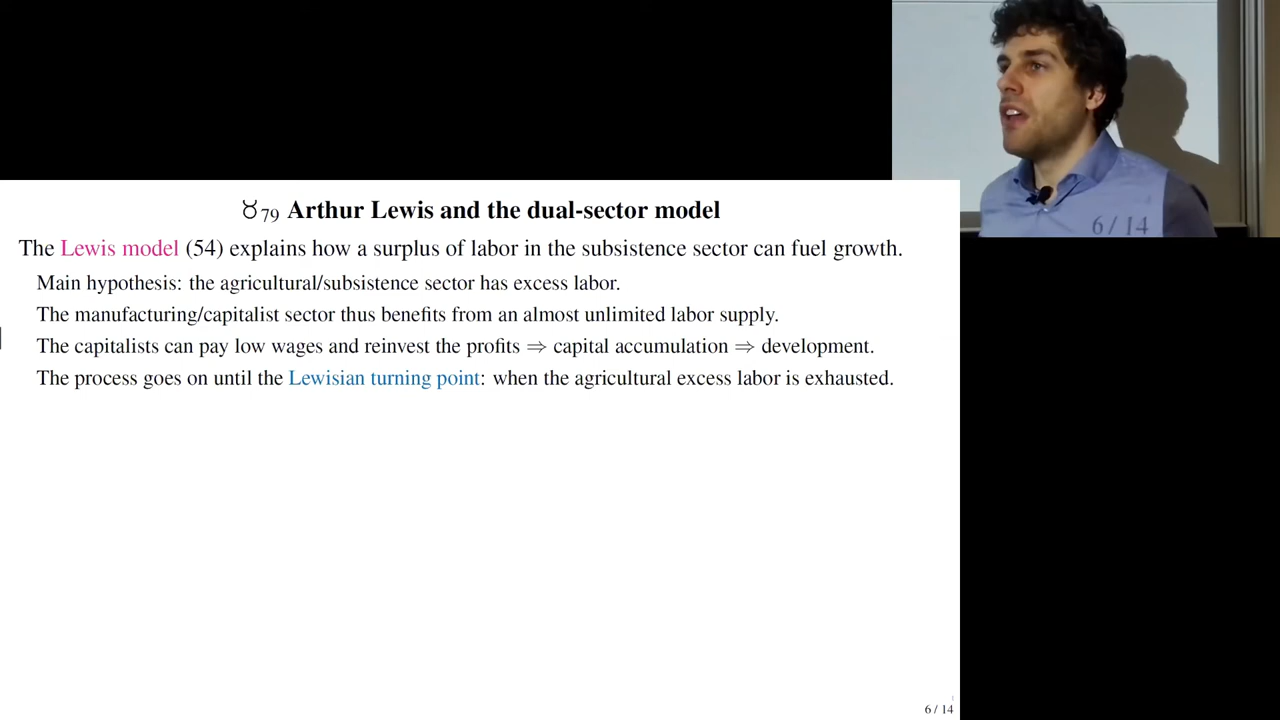 ♉79 Arthur Lewis and the dual-sector model
The Lewis model (54) explains how a surplus of labor in the subsistence sector can fuel growth.
Main hypothesis: the agricultural/subsistence sector has excess labor.
The manufacturing/capitalist sector thus benefits from an almost unlimited labor supply.
The capitalists can pay low wages and reinvest the profits ⇒ capital accumulation ⇒ development.
The process goes on until the Lewisian turning point: when the agricultural excess labor is exhausted.
6 / 14
6 / 14